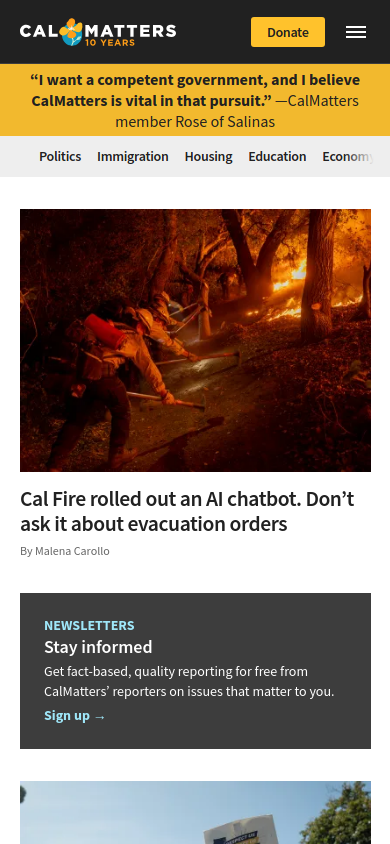 CALMATTERS
10 YEARS
Donate
“I want a competent government, and I believe
CalMatters is vital in that pursuit.” —CalMatters
member Rose of Salinas
Politics Immigration Housing Education Economy
Cal Fire rolled out an AI chatbot. Don’t
ask it about evacuation orders
By Malena Carollo
NEWSLETTERS
Stay informed
Get fact-based, quality reporting for free from
CalMatters’ reporters on issues that matter to you.
Sign up →